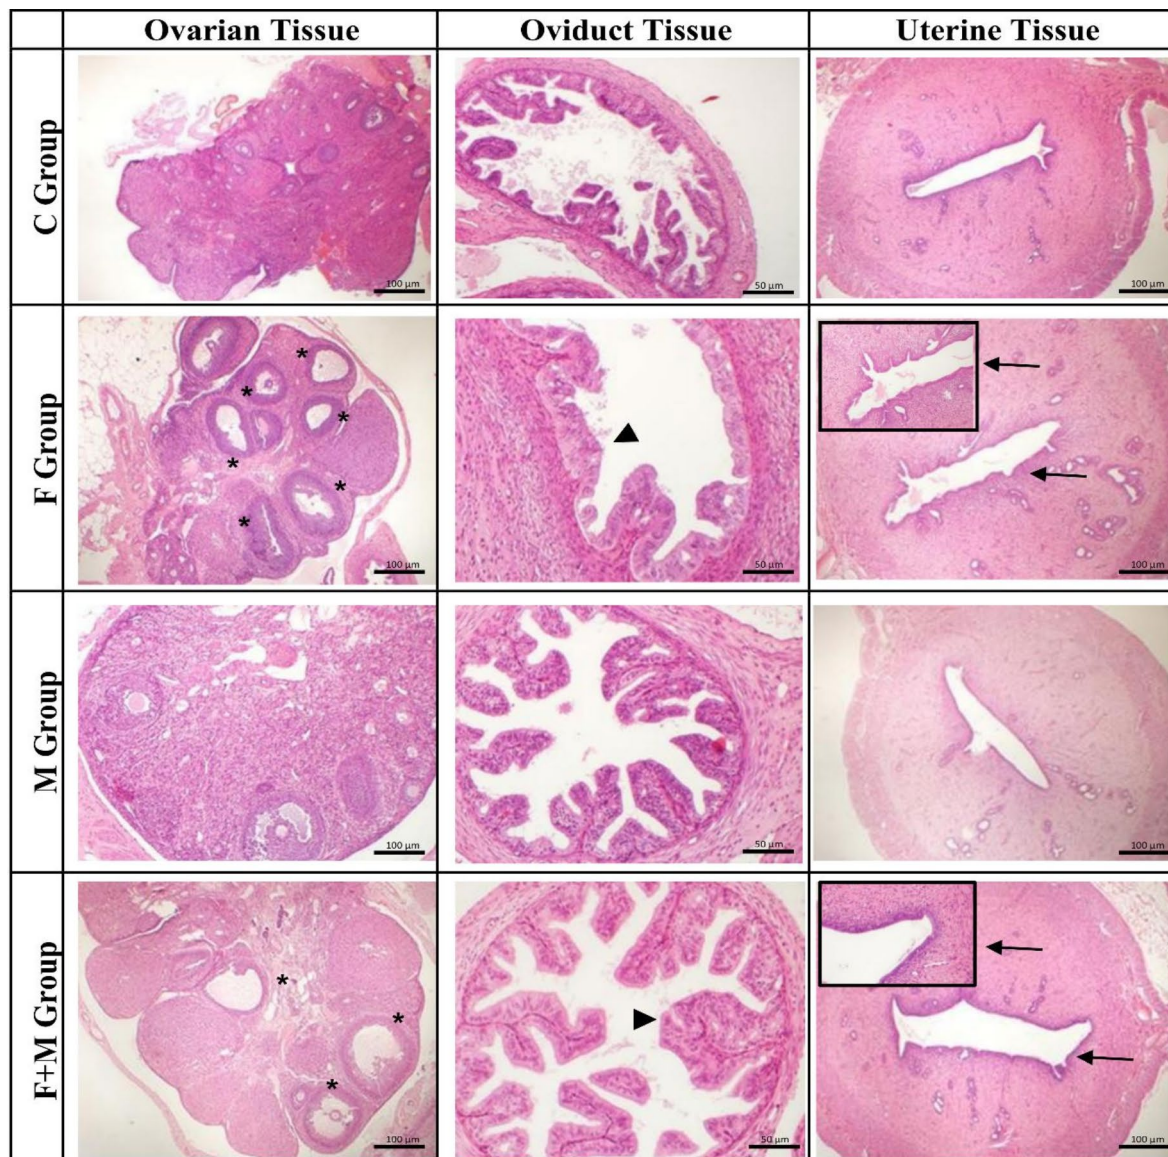 Ovarian Tissue Oviduct Tissue Uterine Tissue
C Group
100 µm
50 µm
100 µm
F Group
* * * * * *
100 µm
50 µm
100 µm
M Group
100 µm
50 µm
100 µm
F+M Group
* * *
100 µm
50 µm
100 µm